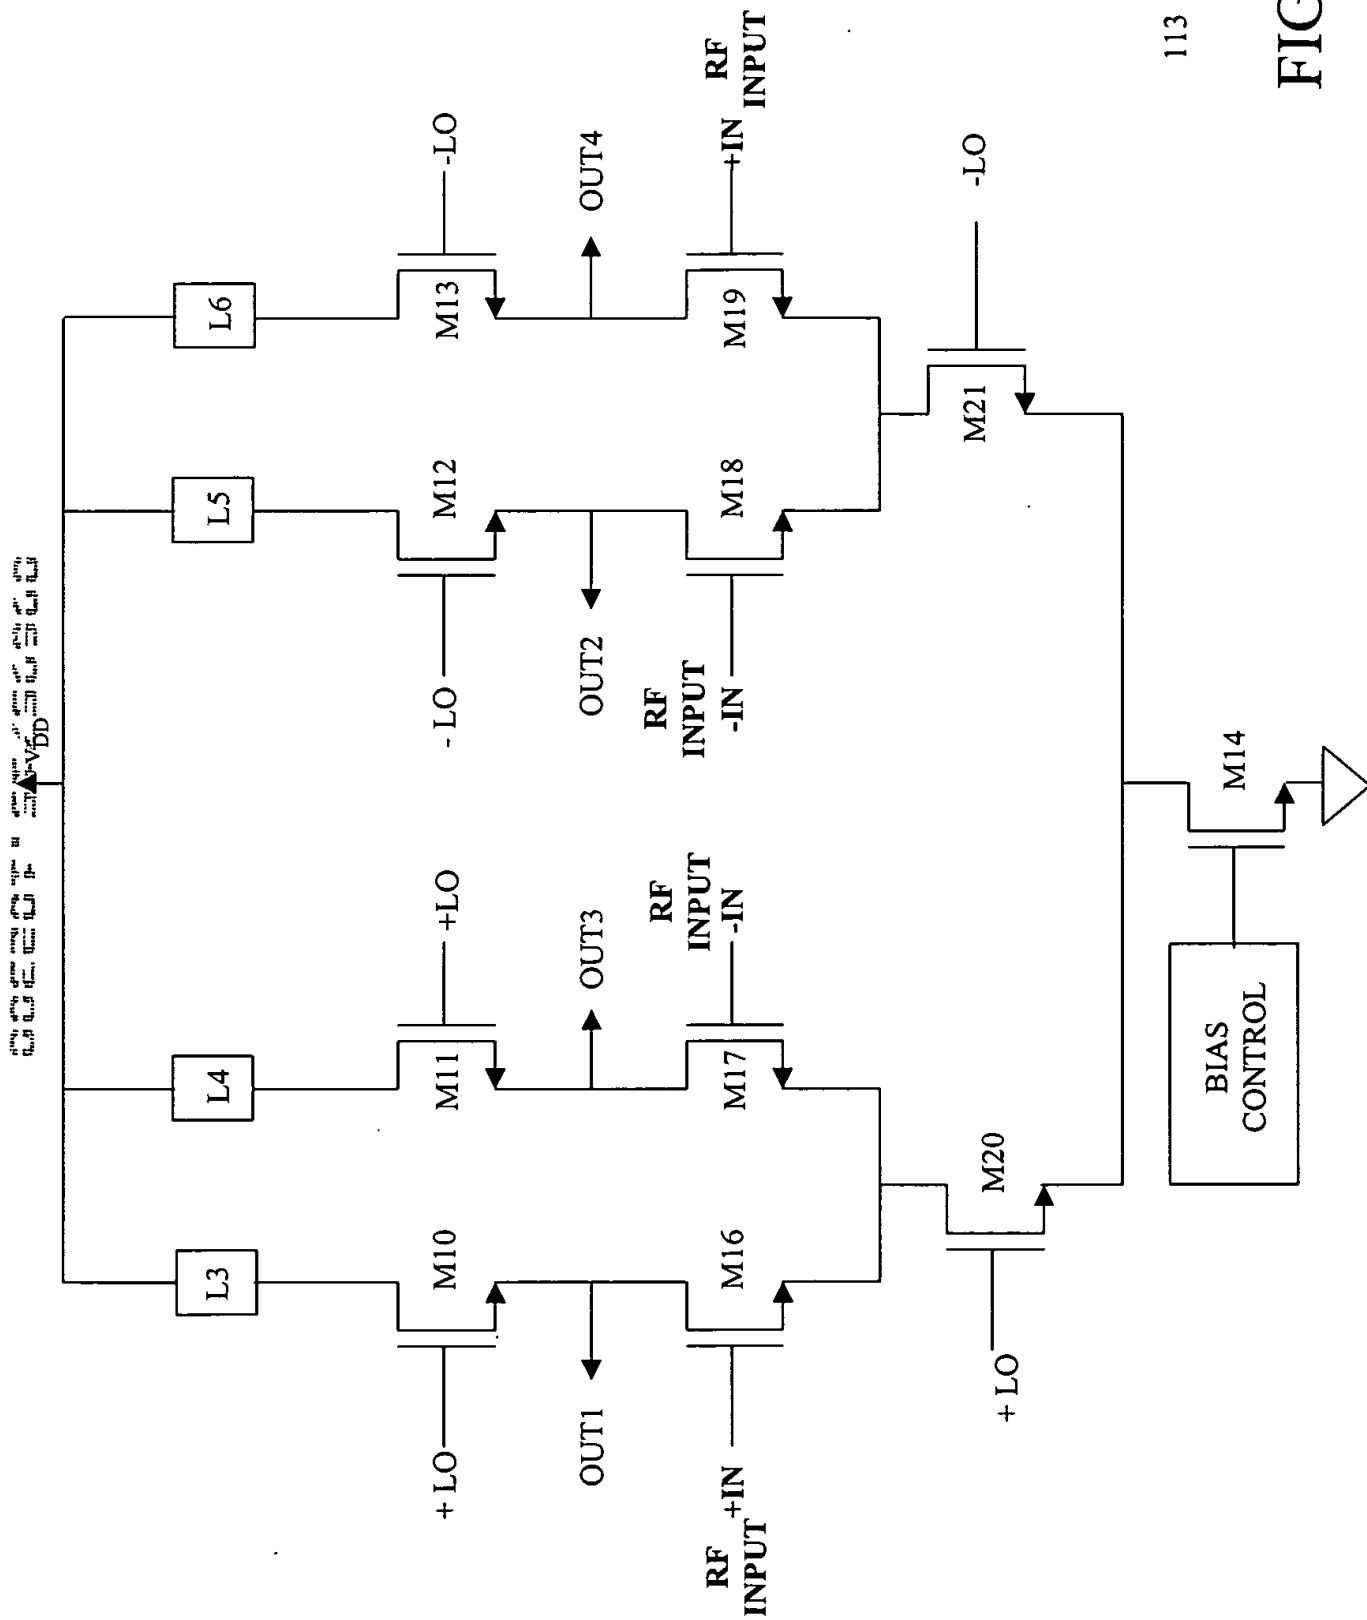 VDD
L3
L4
L5
L6
+ LO
M10
M11
+LO
- LO
M12
M13
-LO
OUT1
OUT3
OUT2
OUT4
RF
INPUT
+IN
M16
M17
RF
INPUT
-IN
RF
INPUT
-IN
M18
M19
RF
INPUT
+IN
+ LO
M20
M21
-LO
BIAS
CONTROL
M14
113
FIG